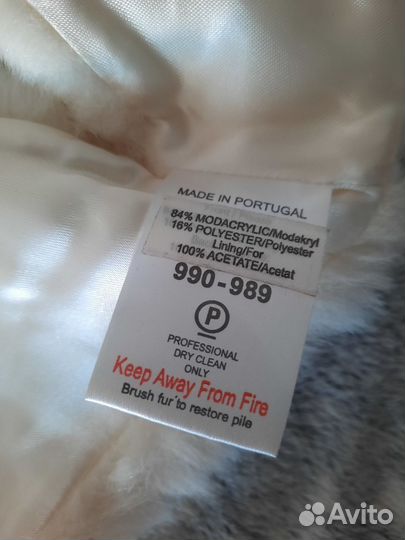 MADE IN PORTUGAL
84% MODACRYLIC/Modakryl
16% POLYESTER/Polyester
Lining/For
100% ACETATE/Acetat
990-989
P
PROFESSIONAL
DRY CLEAN
ONLY
Keep Away From Fire
Brush fur to restore pile
Avito